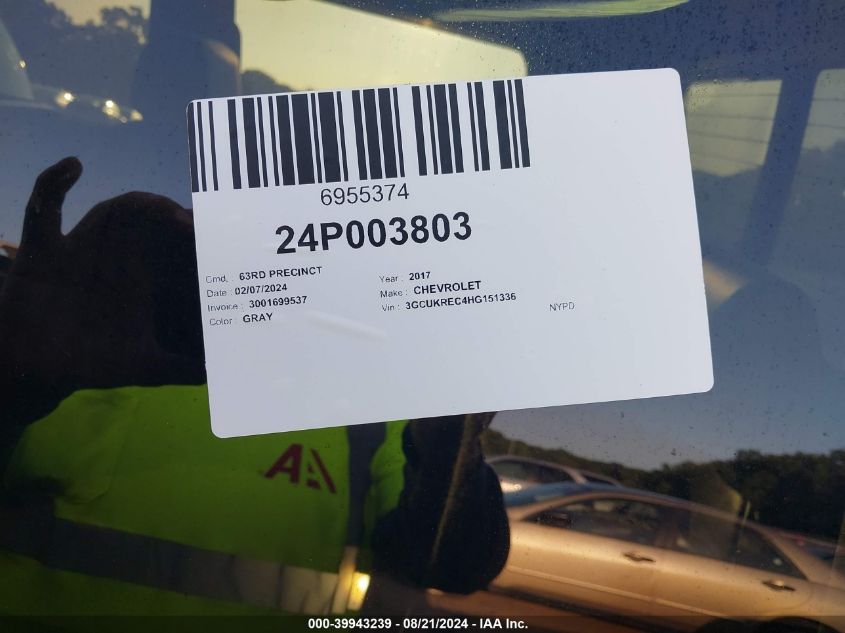 6955374
24P003803
Cmd. : 63RD PRECINCT
Date : 02/07/2024
Invoice : 3001699537
Color : GRAY
Year : 2017
Make : CHEVROLET
Vin : 3GCUKREC4HG151336
NYPD
AA
000-39943239 - 08/21/2024 - IAA Inc.